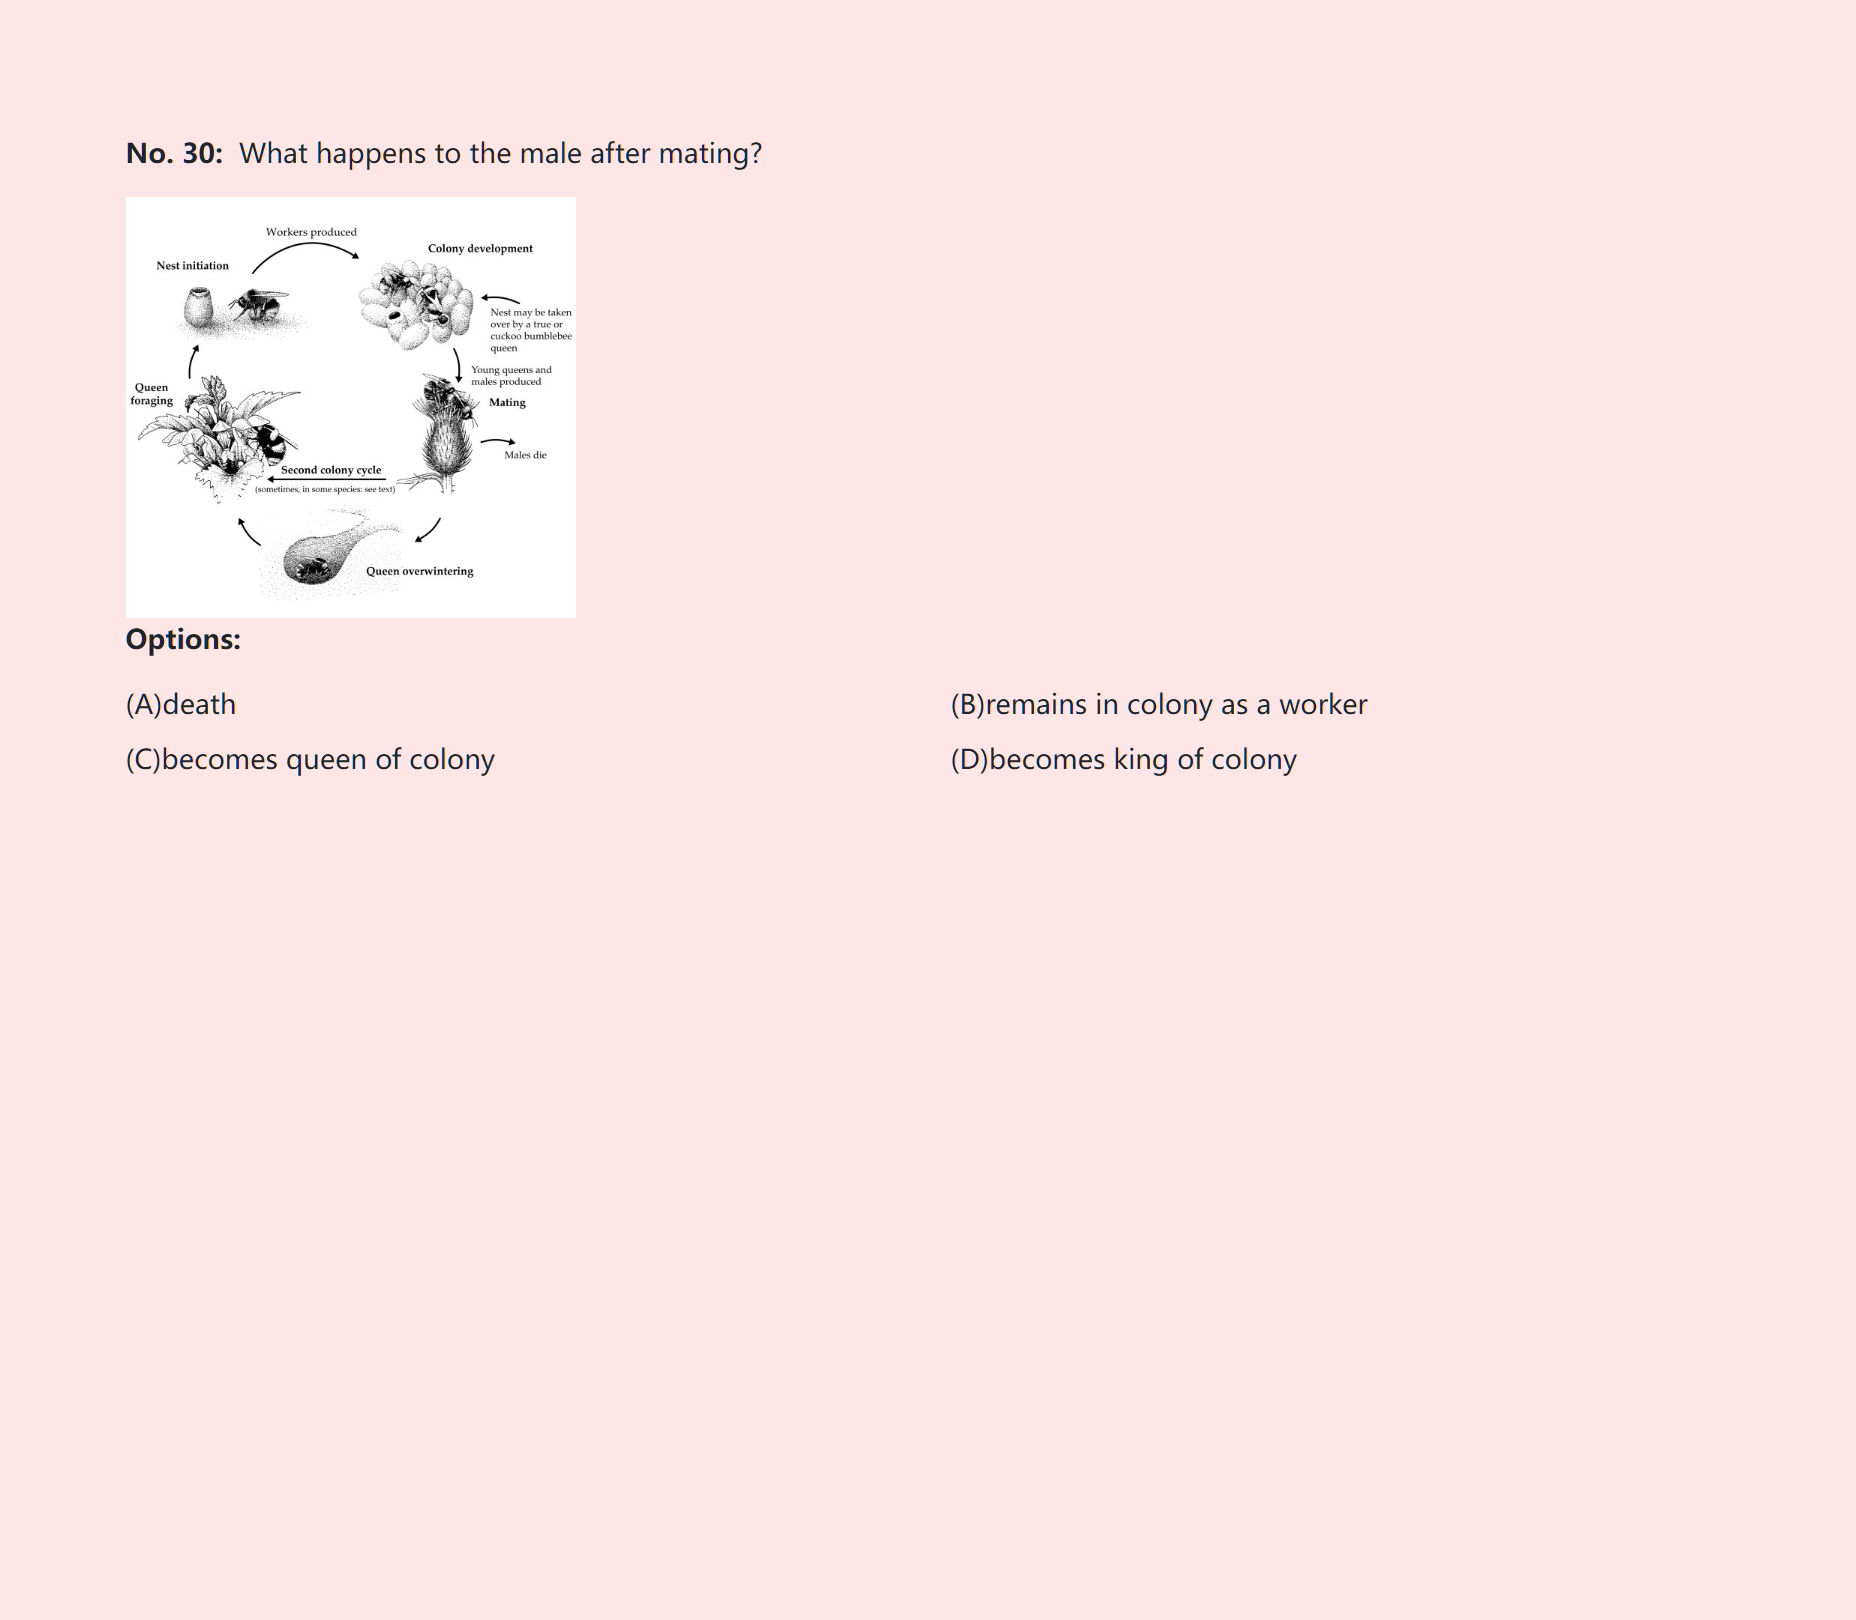 No. 30: What happens to the male after mating?
Workers produced
Colony development
Nest initiation
Nest may be taken
over by a true or
cuckoo bumblebee
queen
Young queens and
males produced
Queen
foraging
Mating
Males die
Second colony cycle
(sometimes, in some species: see text)
Queen overwintering
Options:
(A)death
(B)remains in colony as a worker
(C)becomes queen of colony
(D)becomes king of colony